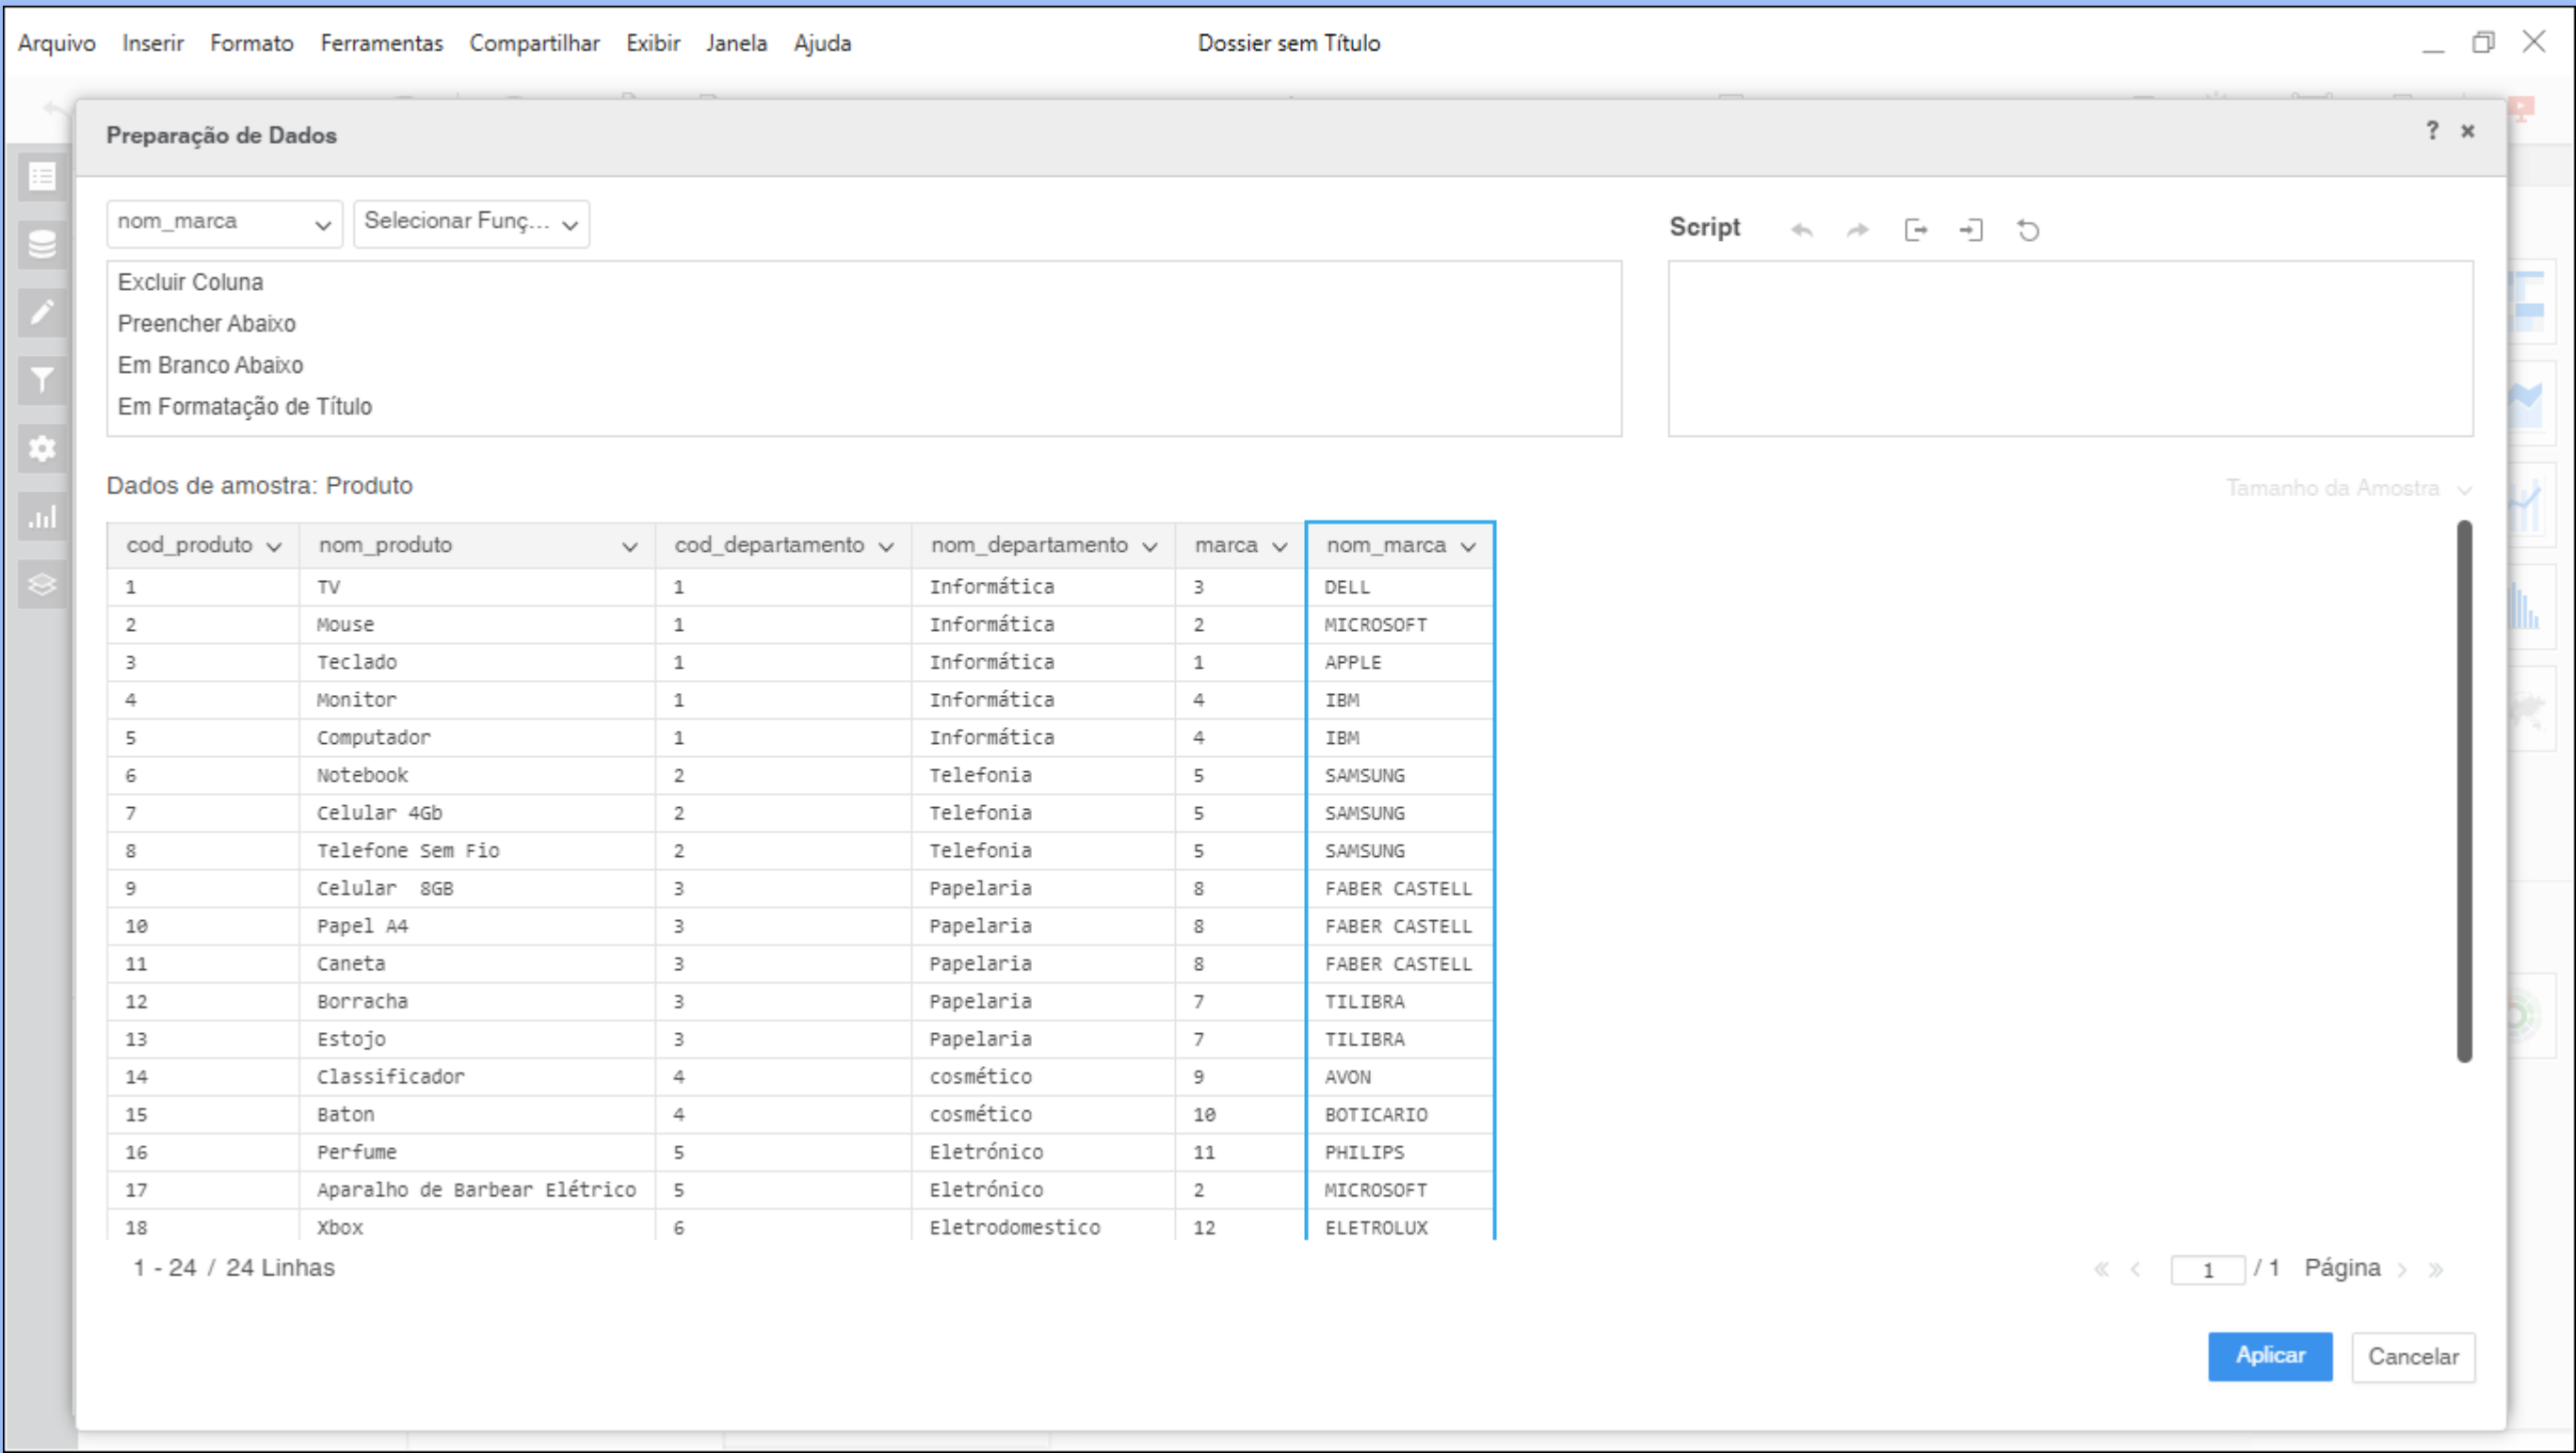 Arquivo Inserir Formato Ferramentas Compartilhar Exibir Janela Ajuda Dossier sem Título
Preparação de Dados ?
nom_marca Selecionar Funç... Script
Excluir Coluna
Preencher Abaixo
Em Branco Abaixo
Em Formatação de Título
Dados de amostra: Produto Tamanho da Amostra
cod_produto nom_produto cod_departamento nom_departamento marca nom_marca
1 TV 1 Informática 3 DELL
2 Mouse 1 Informática 2 MICROSOFT
3 Teclado 1 Informática 1 APPLE
4 Monitor 1 Informática 4 IBM
5 Computador 1 Informática 4 IBM
6 Notebook 2 Telefonia 5 SAMSUNG
7 Celular 4Gb 2 Telefonia 5 SAMSUNG
8 Telefone Sem Fio 2 Telefonia 5 SAMSUNG
9 Celular  8GB 3 Papelaria 8 FABER CASTELL
10 Papel A4 3 Papelaria 8 FABER CASTELL
11 Caneta 3 Papelaria 8 FABER CASTELL
12 Borracha 3 Papelaria 7 TILIBRA
13 Estojo 3 Papelaria 7 TILIBRA
14 Classificador 4 cosmético 9 AVON
15 Baton 4 cosmético 10 BOTICARIO
16 Perfume 5 Eletrónico 11 PHILIPS
17 Aparalho de Barbear Elétrico 5 Eletrónico 2 MICROSOFT
18 Xbox 6 Eletrodomestico 12 ELETROLUX
1 - 24 / 24 Linhas « ‹ 1 / 1 Página › »
Aplicar Cancelar